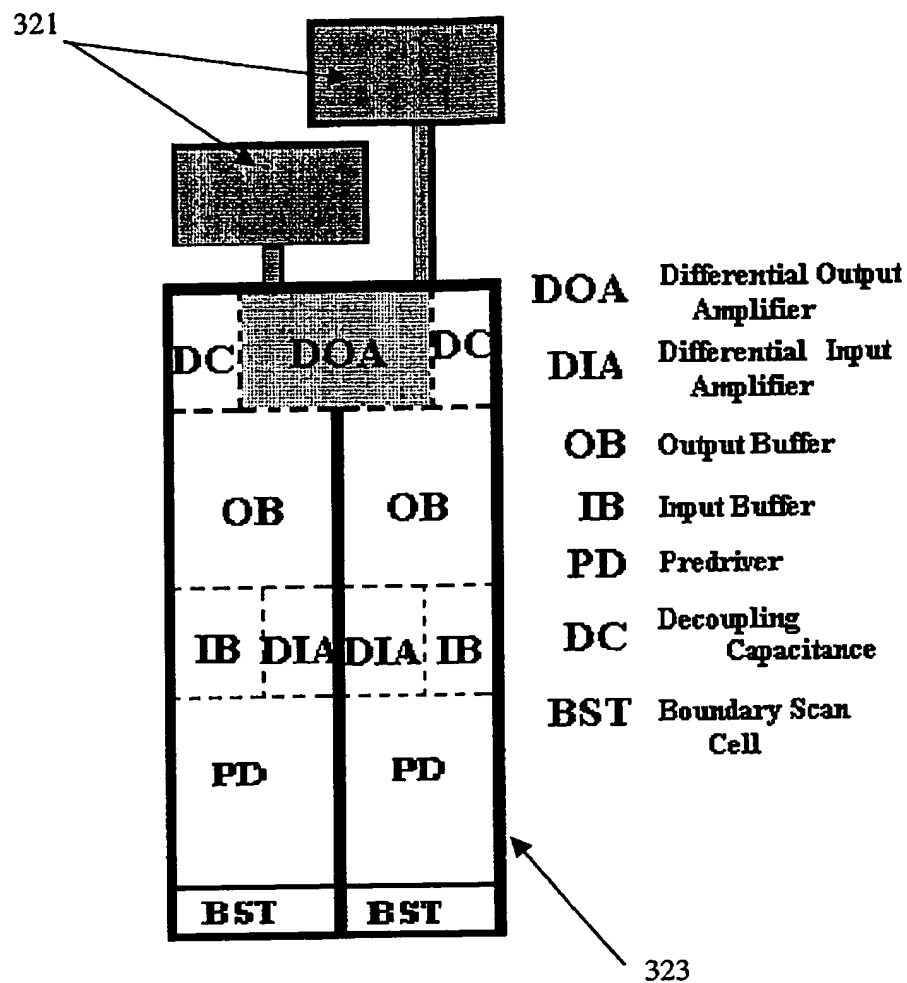 321
DOA Differential Output
Amplifier
DC DOA DC
DIA Differential Input
Amplifier
OB Output Buffer
OB OB
IB Input Buffer
PD Predriver
IB DIA DIA IB
DC Decoupling
Capacitance
BST Boundary Scan
Cell
PD PD
BST BST
323